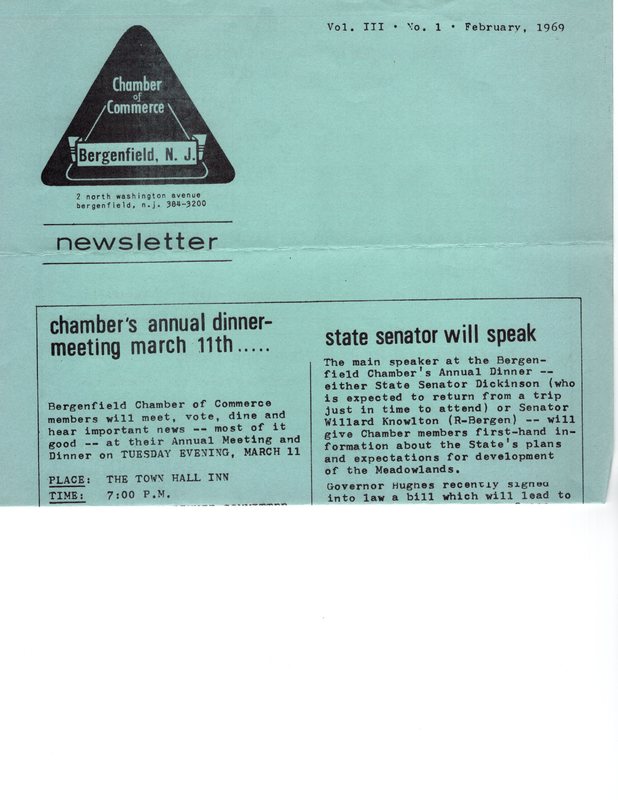 Vol. III • No. 1 • February, 1969
Chamber
of
Commerce
Bergenfield, N. J.
2 north washington avenue
bergenfield, n.j. 384-3200
newsletter
chamber's annual dinner-
meeting march 11th.....
Bergenfield Chamber of Commerce
members will meet, vote, dine and
hear important news -- most of it
good -- at their Annual Meeting and
Dinner on TUESDAY EVENING, MARCH 11
PLACE: THE TOWN HALL INN
TIME: 7:00 P.M.
state senator will speak
The main speaker at the Bergen-
field Chamber's Annual Dinner --
either State Senator Dickinson (who
is expected to return from a trip
just in time to attend) or Senator
Willard Knowlton (R-Bergen) -- will
give Chamber members first-hand in-
formation about the State's plans
and expectations for development
of the Meadowlands.
Governor Hughes recently signed
into law a bill which will lead to